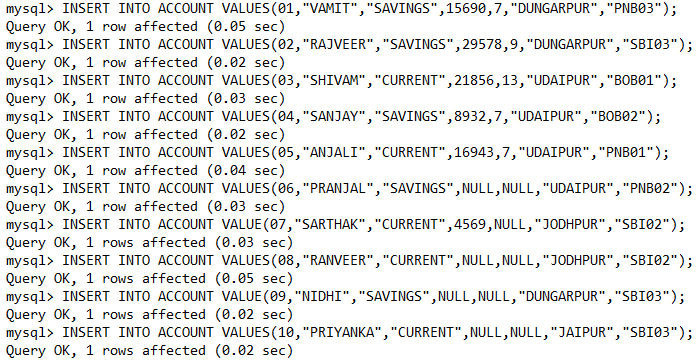 mysql> INSERT INTO ACCOUNT VALUES(01,"VAMIT","SAVINGS",15690,7,"DUNGARPUR","PNB03");
Query OK, 1 row affected (0.05 sec)
mysql> INSERT INTO ACCOUNT VALUES(02,"RAJVEER","SAVINGS",29578,9,"DUNGARPUR","SBI03");
Query OK, 1 row affected (0.02 sec)
mysql> INSERT INTO ACCOUNT VALUES(03,"SHIVAM","CURRENT",21856,13,"UDAIPUR","BOB01");
Query OK, 1 row affected (0.03 sec)
mysql> INSERT INTO ACCOUNT VALUES(04,"SANJAY","SAVINGS",8932,7,"UDAIPUR","BOB02");
Query OK, 1 row affected (0.02 sec)
mysql> INSERT INTO ACCOUNT VALUES(05,"ANJALI","CURRENT",16943,7,"UDAIPUR","PNB01");
Query OK, 1 row affected (0.04 sec)
mysql> INSERT INTO ACCOUNT VALUES(06,"PRANJAL","SAVINGS",NULL,NULL,"UDAIPUR","PNB02");
Query OK, 1 row affected (0.03 sec)
mysql> INSERT INTO ACCOUNT VALUE(07,"SARTHAK","CURRENT",4569,NULL,"JODHPUR","SBI02");
Query OK, 1 rows affected (0.03 sec)
mysql> INSERT INTO ACCOUNT VALUES(08,"RANVEER","CURRENT",NULL,NULL,"JODHPUR","SBI02");
Query OK, 1 rows affected (0.05 sec)
mysql> INSERT INTO ACCOUNT VALUE(09,"NIDHI","SAVINGS",NULL,NULL,"DUNGARPUR","SBI03");
Query OK, 1 rows affected (0.02 sec)
mysql> INSERT INTO ACCOUNT VALUES(10,"PRIYANKA","CURRENT",NULL,NULL,"JAIPUR","SBI03");
Query OK, 1 rows affected (0.02 sec)